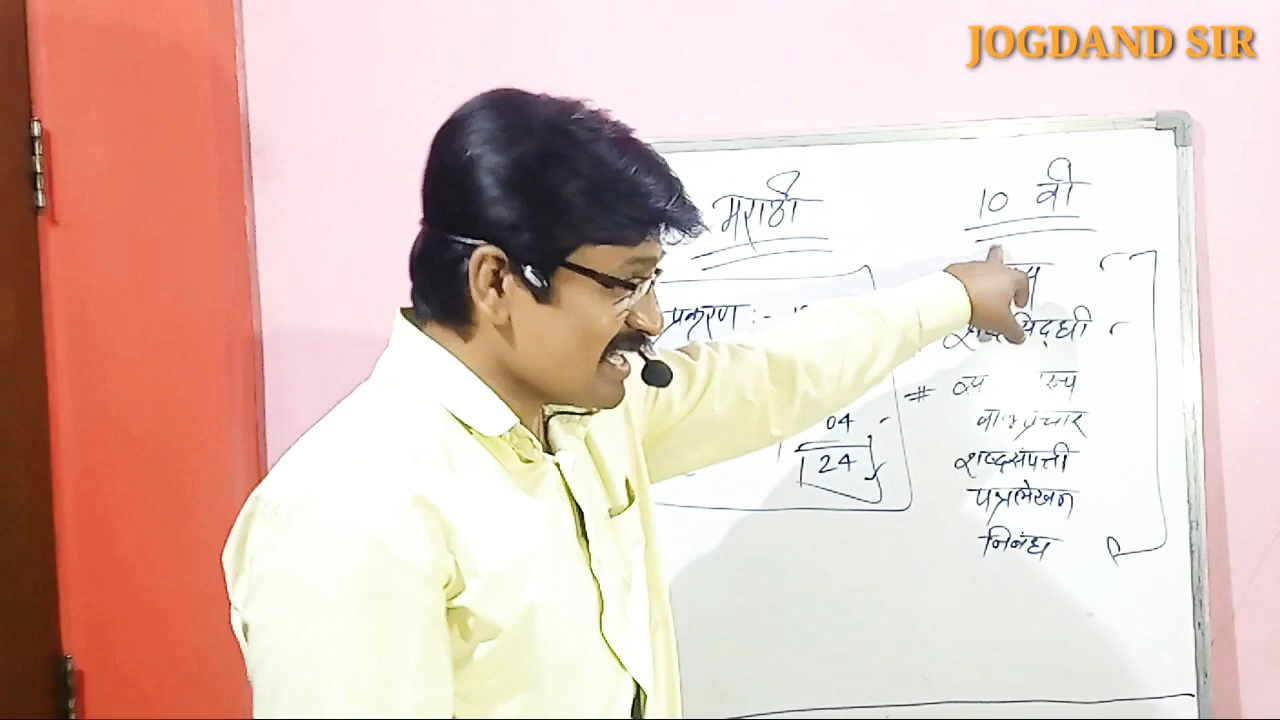 JOGDAND SIR
मराठी
10 वी
प्रकरण :-
शब्दसिद्धी
#
वाक्प्रचार
04
24
शब्दसंपत्ती
पत्रलेखन
निबंध